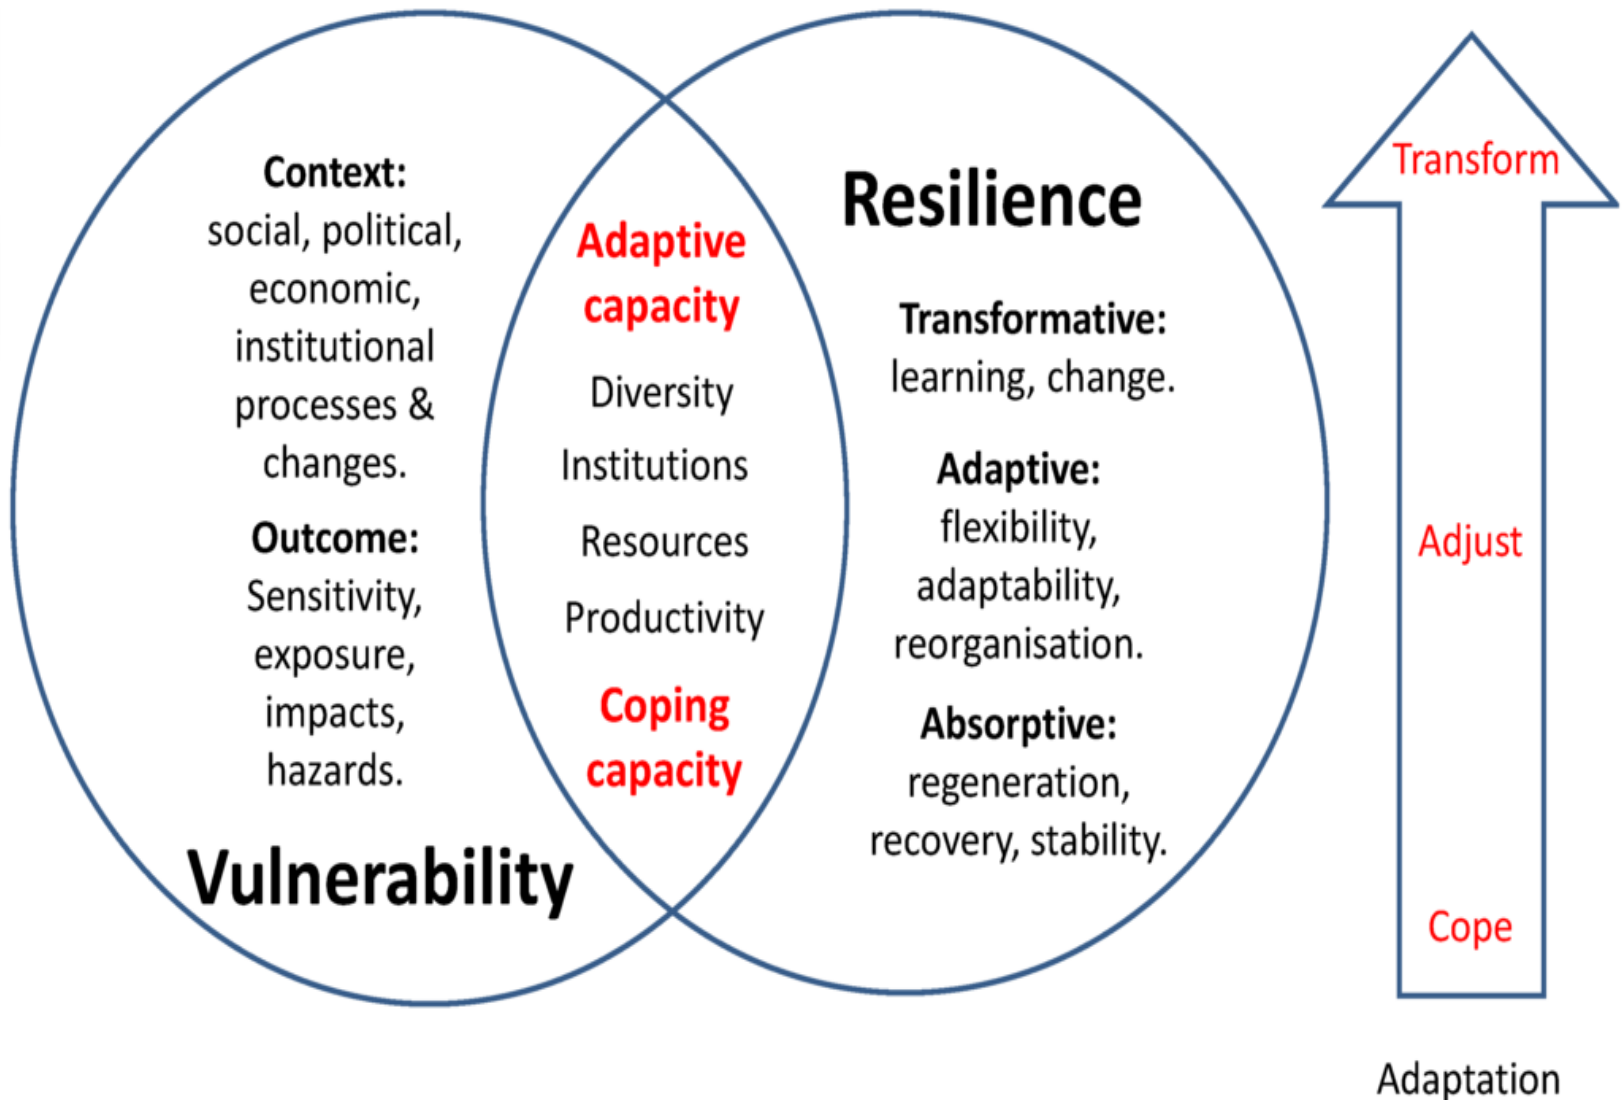 Context:
social, political,
economic,
institutional
processes &
changes.
Outcome:
Sensitivity,
exposure,
impacts,
hazards.
Vulnerability
Adaptive
capacity
Diversity
Institutions
Resources
Productivity
Coping
capacity
Resilience
Transformative:
learning, change.
Adaptive:
flexibility,
adaptability,
reorganisation.
Absorptive:
regeneration,
recovery, stability.
Transform
Adjust
Cope
Adaptation